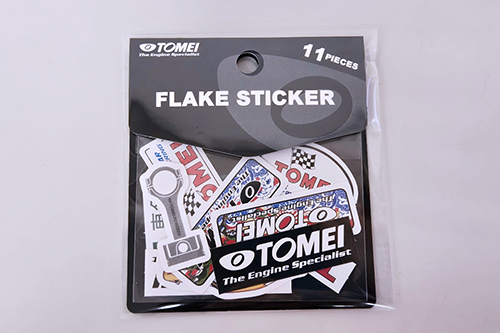 TOMEI
The Engine Specialist
11 PIECES
FLAKE STICKER
TOMEI
TOMEI
The Engine Specialist
TOMEI
TOMEI
The Engine Specialist